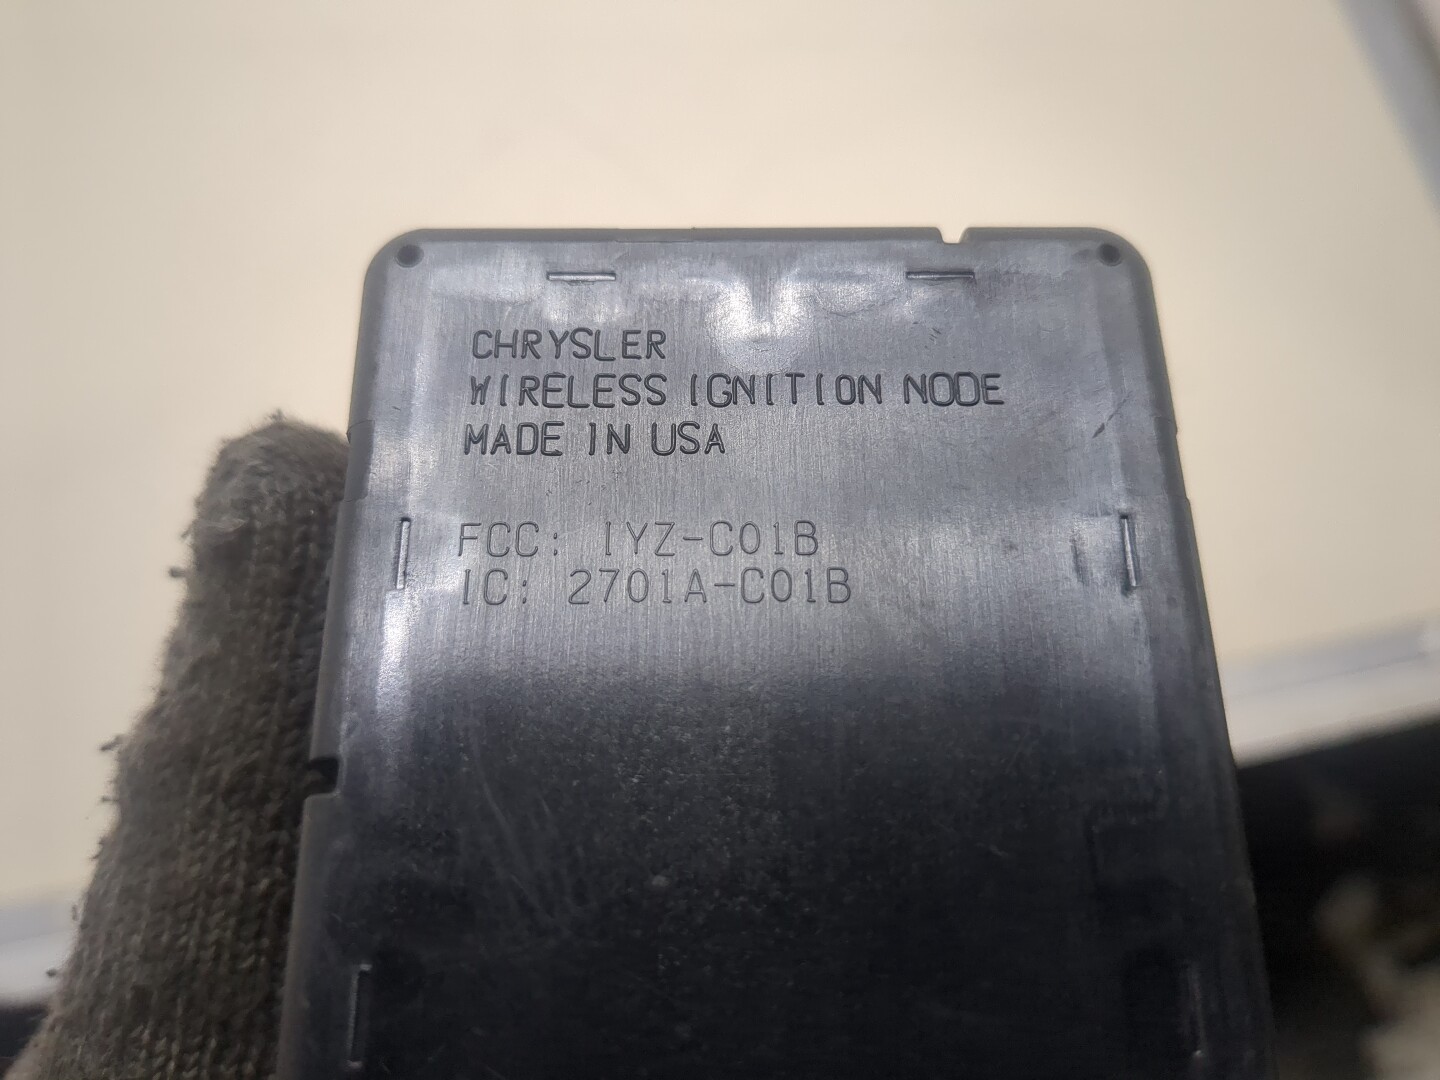 CHRYSLER
WIRELESS IGNITION NODE
MADE IN USA
FCC: IYZ-C01B
IC: 2701A-C01B